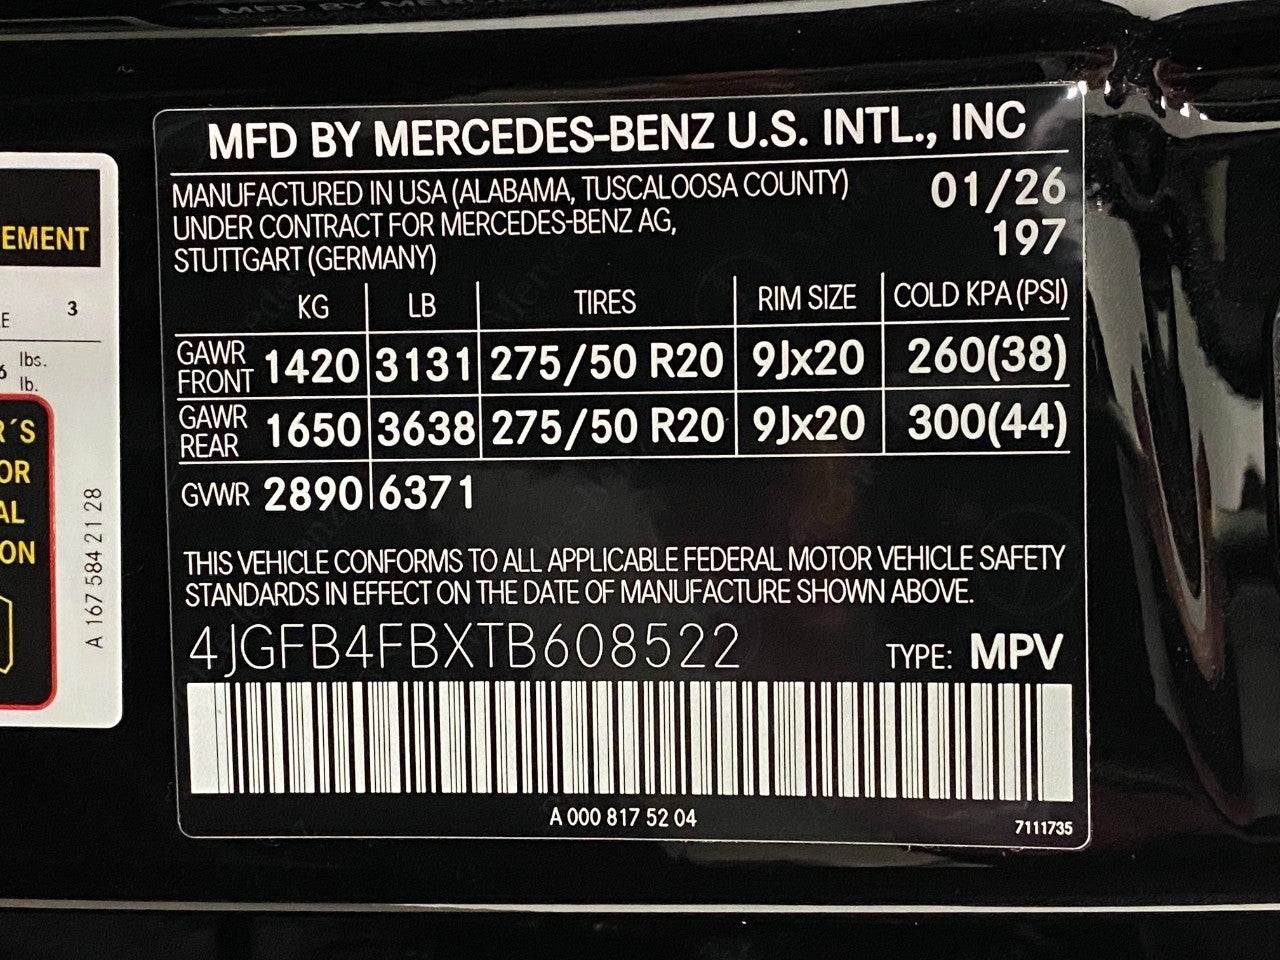 MFD BY MERCEDES-BENZ U.S. INTL., INC
MANUFACTURED IN USA (ALABAMA, TUSCALOOSA COUNTY) 01/26
UNDER CONTRACT FOR MERCEDES-BENZ AG, 197
STUTTGART (GERMANY)
KG LB TIRES RIM SIZE COLD KPA (PSI)
GAWR FRONT 1420 3131 275/50 R20 9Jx20 260(38)
GAWR REAR 1650 3638 275/50 R20 9Jx20 300(44)
GVWR 2890 6371
THIS VEHICLE CONFORMS TO ALL APPLICABLE FEDERAL MOTOR VEHICLE SAFETY
STANDARDS IN EFFECT ON THE DATE OF MANUFACTURE SHOWN ABOVE.
4JGFB4FBXTB608522 TYPE: MPV
A 000 817 52 04
7111735
EMENT
3
lbs.
lb.
R´S
OR
AL
ON
A 167 584 21 28